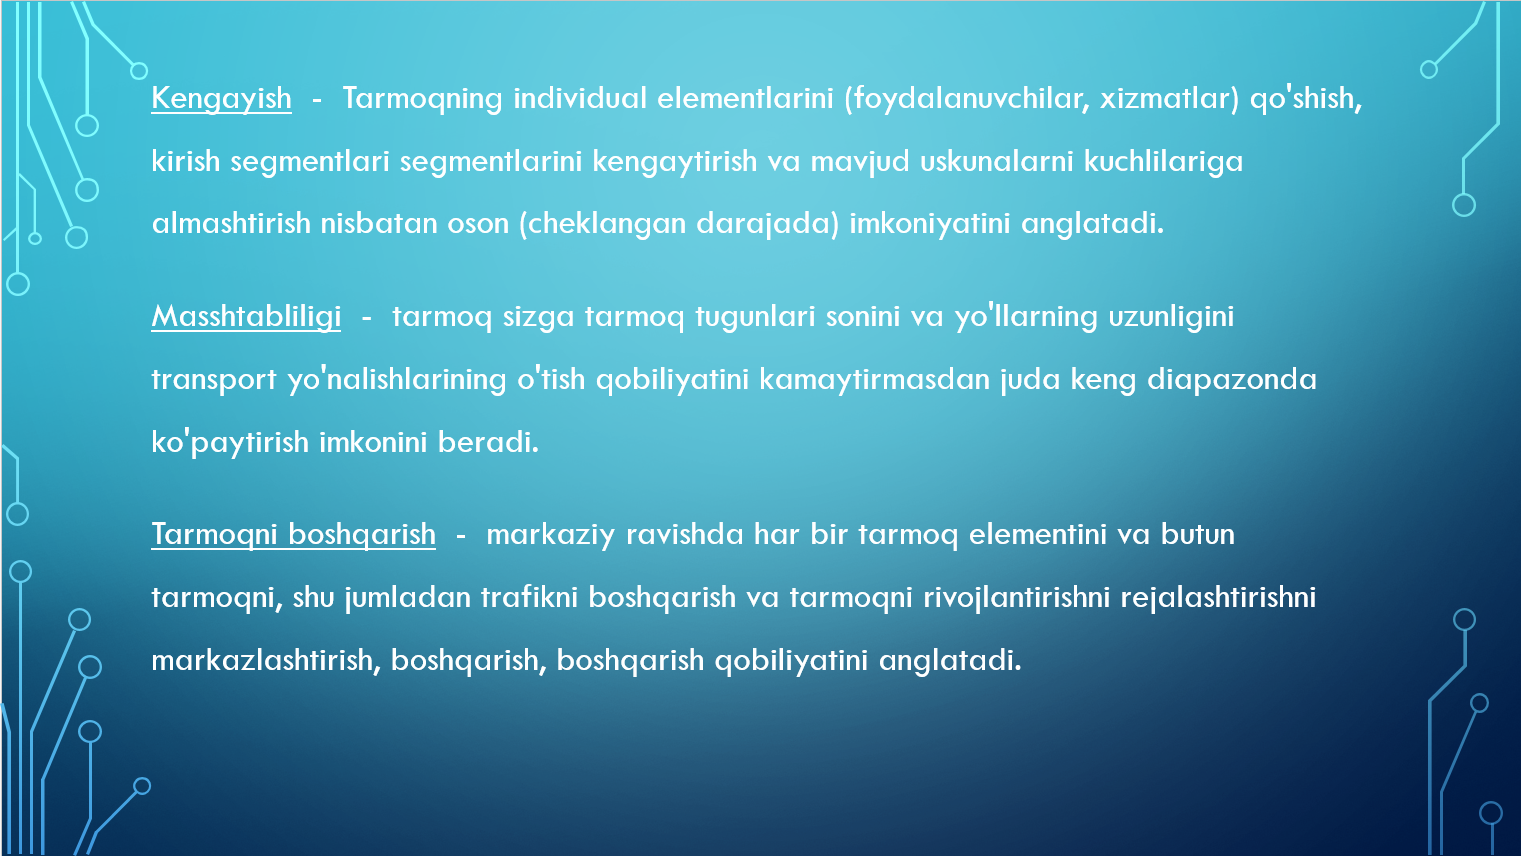 Kengayish - Tarmoqning individual elementlarini (foydalanuvchilar, xizmatlar) qo'shish,
kirish segmentlari segmentlarini kengaytirish va mavjud uskunalarni kuchlilariga
almashtirish nisbatan oson (cheklangan darajada) imkoniyatini anglatadi.
Masshtabliligi - tarmoq sizga tarmoq tugunlari sonini va yo'llarning uzunligini
transport yo'nalishlarining o'tish qobiliyatini kamaytirmasdan juda keng diapazonda
ko'paytirish imkonini beradi.
Tarmoqni boshqarish - markaziy ravishda har bir tarmoq elementini va butun
tarmoqni, shu jumladan trafikni boshqarish va tarmoqni rivojlantirishni rejalashtirishni
markazlashtirish, boshqarish, boshqarish qobiliyatini anglatadi.